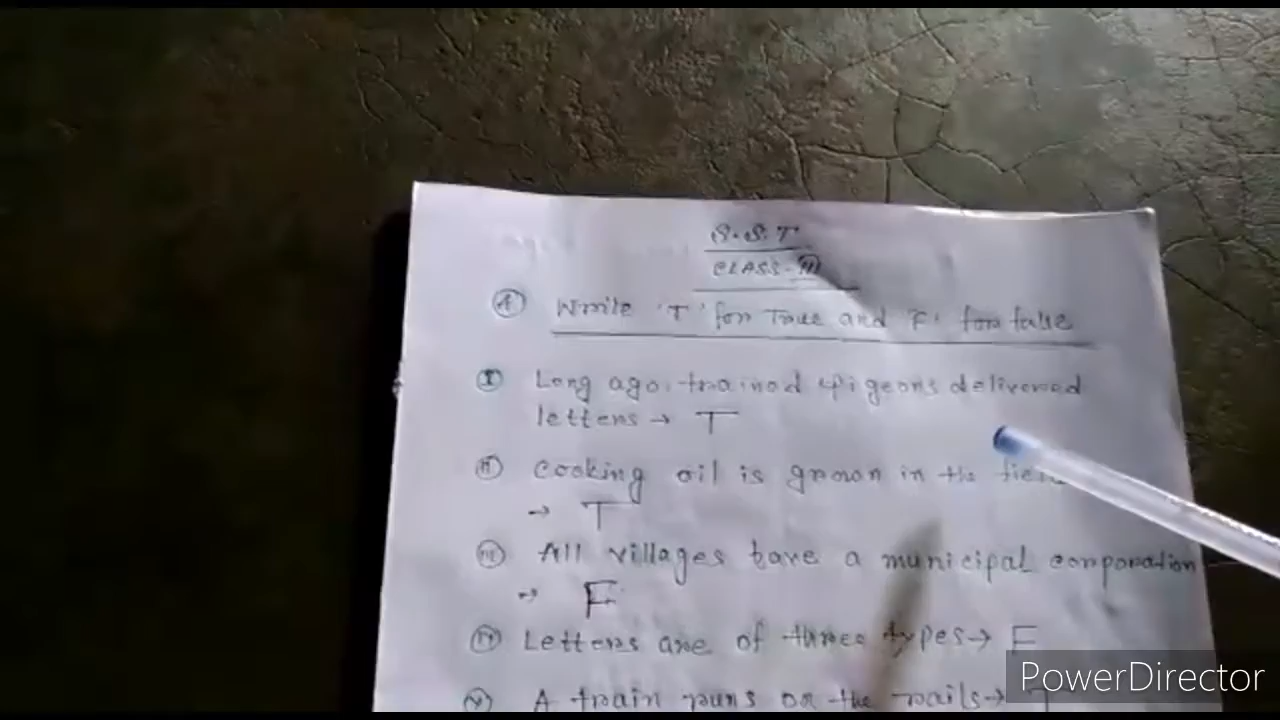 S.S.T
CLASS-III
(A) Write 'T' for True and 'F' for false
(I) Long ago, trained pigeons delivered
letters → T
(II) Cooking oil is grown in the
→ T
(III) All villages have a municipal corporation
→ F
(IV) Letters are of three types → F
(V) A train runs on the rails → T
PowerDirector